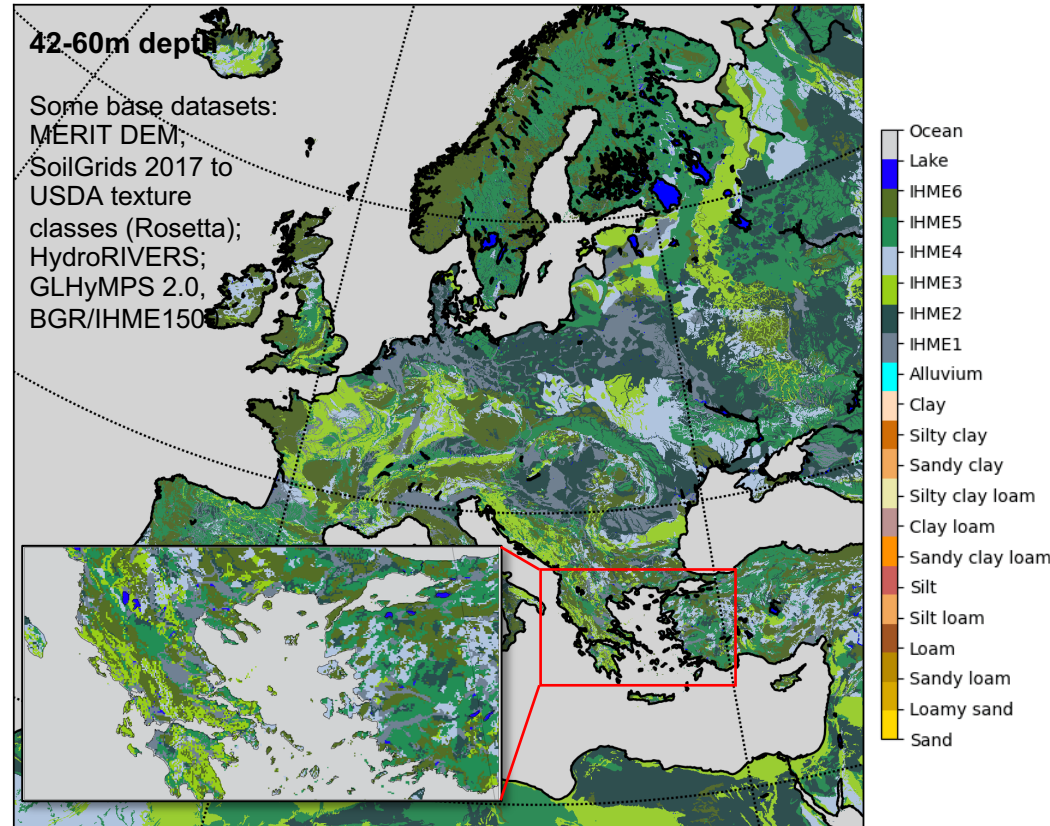 42-60m depth
Some base datasets:
MERIT DEM;
SoilGrids 2017 to
USDA texture
classes (Rosetta);
HydroRIVERS;
GLHyMPS 2.0,
BGR/IHME1500
Ocean
Lake
IHME6
IHME5
IHME4
IHME3
IHME2
IHME1
Alluvium
Clay
Silty clay
Sandy clay
Silty clay loam
Clay loam
Sandy clay loam
Silt
Silt loam
Loam
Sandy loam
Loamy sand
Sand